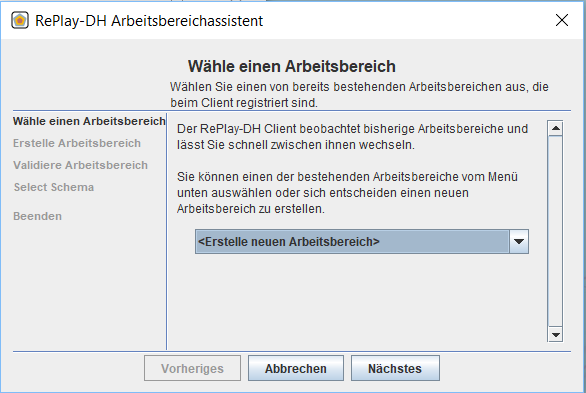 RePlay-DH Arbeitsbereichassistent
Wähle einen Arbeitsbereich
Wählen Sie einen von bereits bestehenden Arbeitsbereichen aus, die
beim Client registriert sind.
Wähle einen Arbeitsbereich
Erstelle Arbeitsbereich
Validiere Arbeitsbereich
Select Schema
Beenden
Der RePlay-DH Client beobachtet bisherige Arbeitsbereiche und
lässt Sie schnell zwischen ihnen wechseln.
Sie können einen der bestehenden Arbeitsbereiche vom Menü
unten auswählen oder sich entscheiden einen neuen
Arbeitsbereich zu erstellen.
<Erstelle neuen Arbeitsbereich>
Vorheriges
Abbrechen
Nächstes